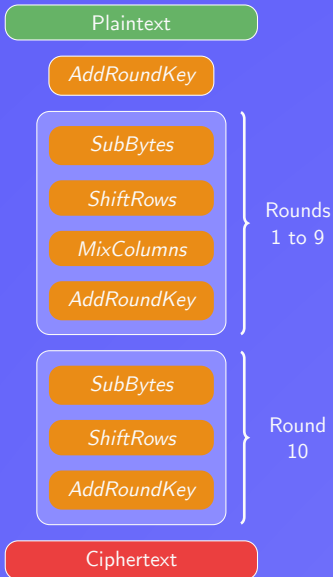 Plaintext
AddRoundKey
SubBytes
ShiftRows
MixColumns
AddRoundKey
Rounds
1 to 9
SubBytes
ShiftRows
AddRoundKey
Round
10
Ciphertext